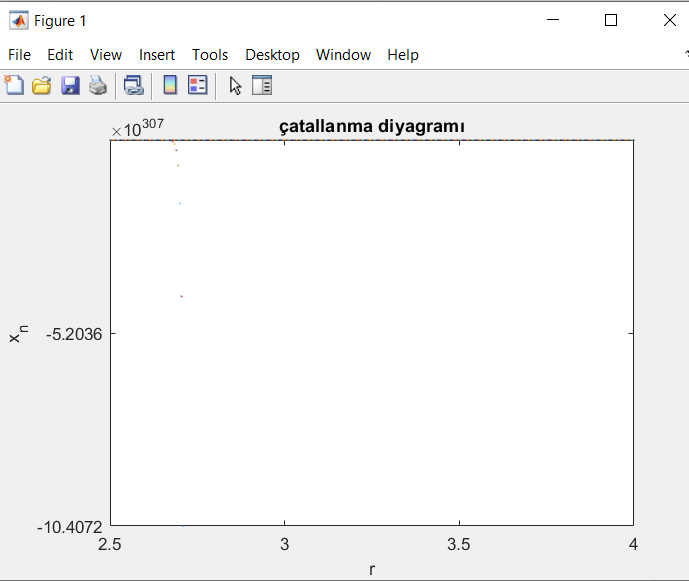 Figure 1
File Edit View Insert Tools Desktop Window Help
×10^307
çatallanma diyagramı
x_n
-5.2036
-10.4072
2.5 3 3.5 4
r